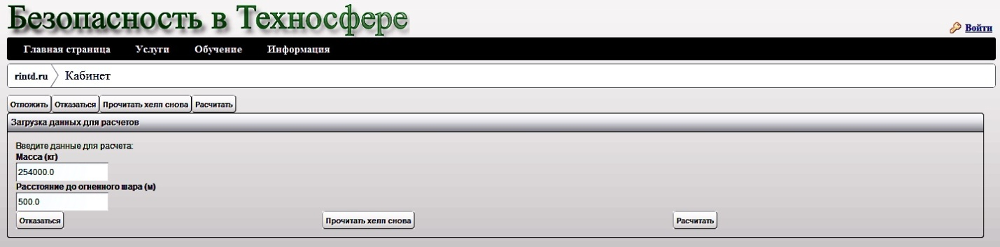 Безопасность в Техносфере
Войти
Главная страница Услуги Обучение Информация
rintd.ru Кабинет
Отложить Отказаться Прочитать хелп снова Расчитать
Загрузка данных для расчетов
Введите данные для расчета:
Масса (кг)
254000.0
Расстояние до огненного шара (м)
500.0
Отказаться Прочитать хелп снова Расчитать